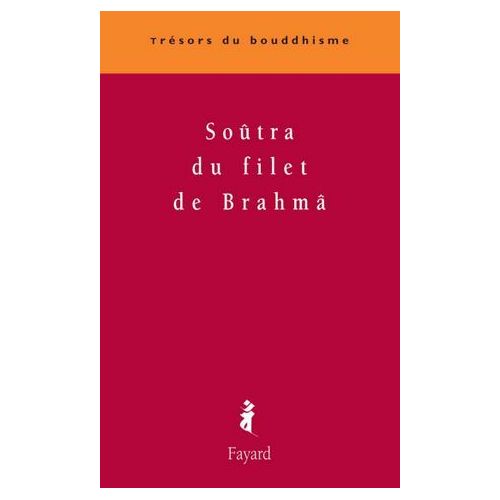 Trésors du bouddhisme
Soûtra
du filet
de Brahmâ
Fayard